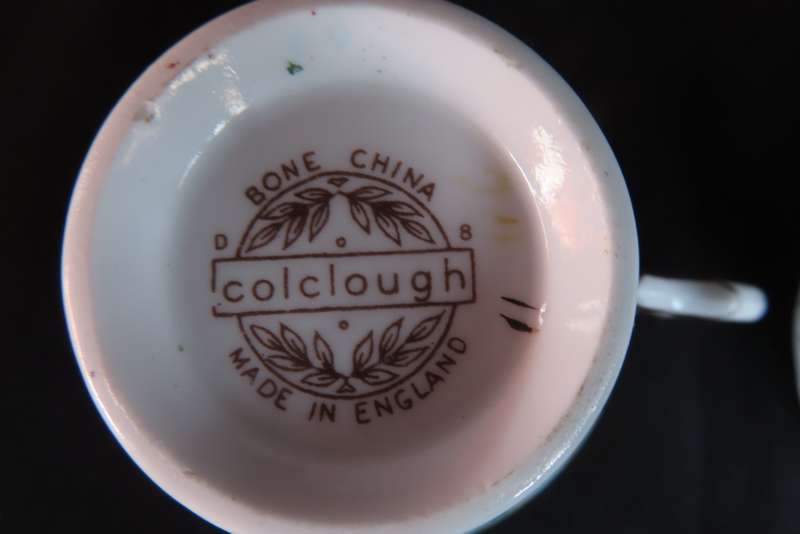 BONE CHINA
D 8
colclough
MADE IN ENGLAND